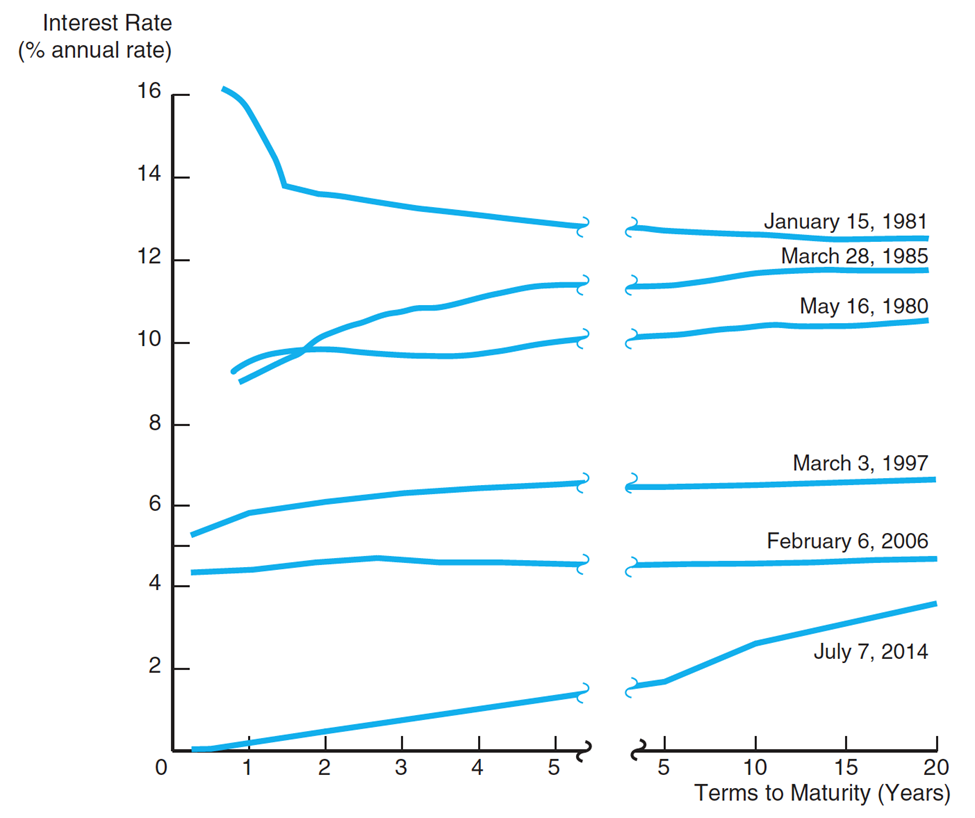 Interest Rate
(% annual rate)
16
14
12
10
8
6
4
2
January 15, 1981
March 28, 1985
May 16, 1980
March 3, 1997
February 6, 2006
July 7, 2014
0 1 2 3 4 5 5 10 15 20
Terms to Maturity (Years)